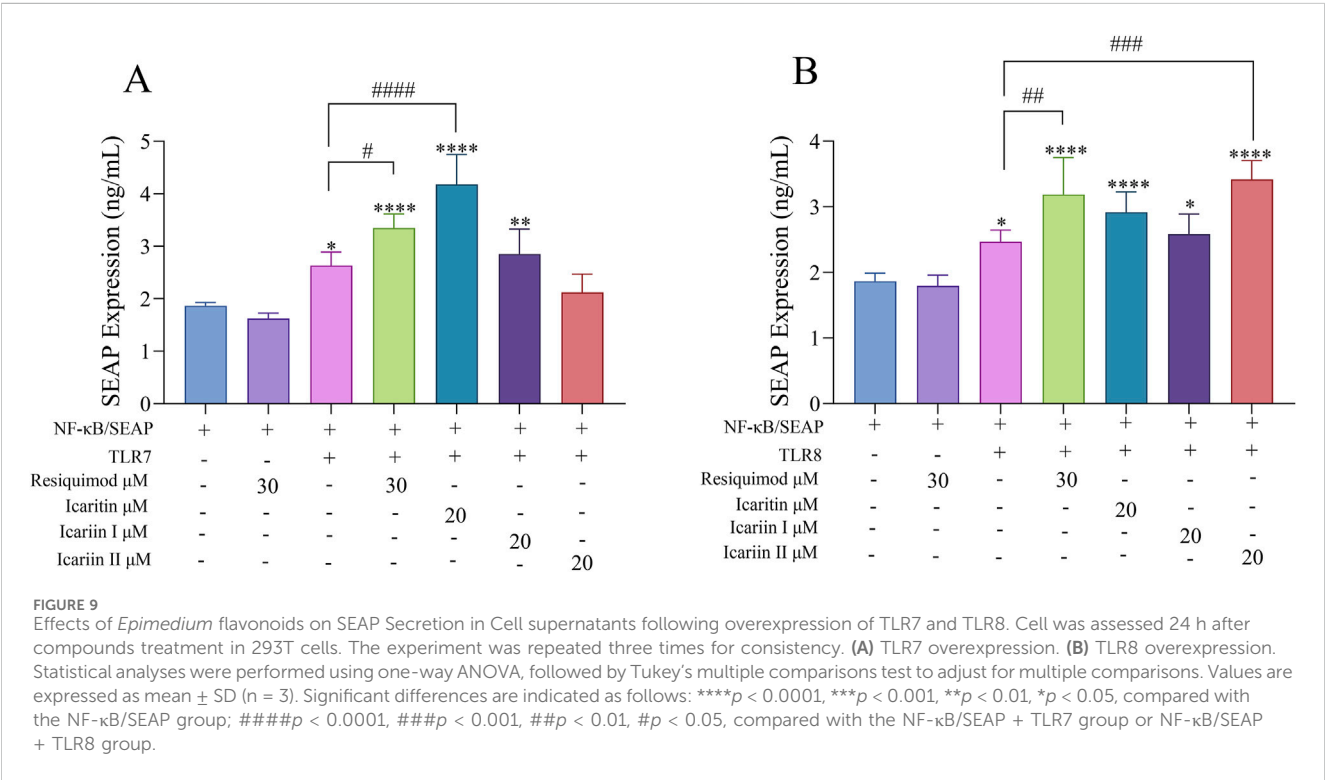 A
####
#
****
****
**
*
SEAP Expression (ng/mL)
5
4
3
2
1
0
NF-κB/SEAP + + + + + + +
TLR7 - - + + + + +
Resiquimod μM - 30 - 30 - - -
Icaritin μM - - - - 20 - -
Icariin I μM - - - - - 20 -
Icariin II μM - - - - - - 20
B
###
##
****
****
****
*
*
SEAP Expression (ng/mL)
4
3
2
1
0
NF-κB/SEAP + + + + + + +
TLR8 - - + + + + +
Resiquimod μM - 30 - 30 - - -
Icaritin μM - - - - 20 - -
Icariin I μM - - - - - 20 -
Icariin II μM - - - - - - 20
FIGURE 9
Effects of Epimedium flavonoids on SEAP Secretion in Cell supernatants following overexpression of TLR7 and TLR8. Cell was assessed 24 h after
compounds treatment in 293T cells. The experiment was repeated three times for consistency. (A) TLR7 overexpression. (B) TLR8 overexpression.
Statistical analyses were performed using one-way ANOVA, followed by Tukey's multiple comparisons test to adjust for multiple comparisons. Values are
expressed as mean ± SD (n = 3). Significant differences are indicated as follows: ****p < 0.0001, ***p < 0.001, **p < 0.01, *p < 0.05, compared with
the NF-κB/SEAP group; ####p < 0.0001, ###p < 0.001, ##p < 0.01, #p < 0.05, compared with the NF-κB/SEAP + TLR7 group or NF-κB/SEAP
+ TLR8 group.